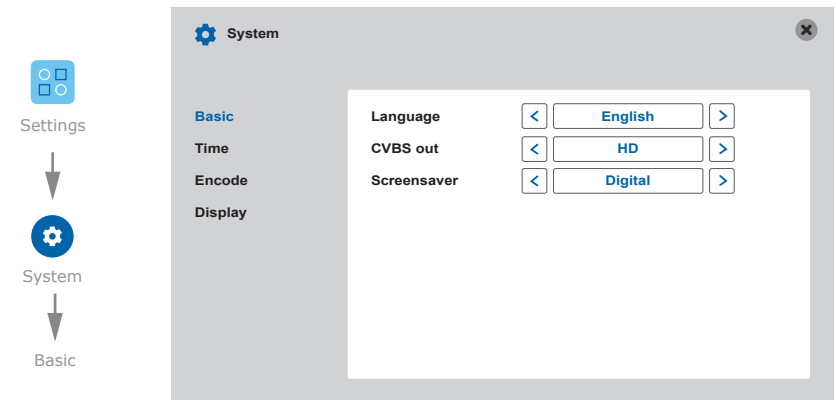 Settings
System
Basic
System
Basic
Time
Encode
Display
Language < English >
CVBS out < HD >
Screensaver < Digital >